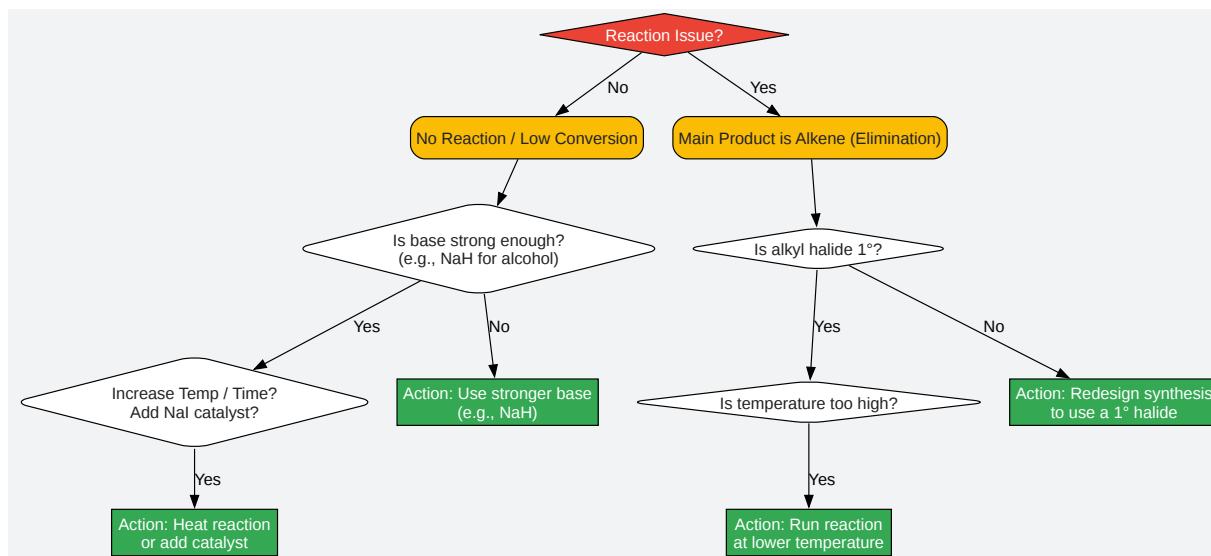 Reaction Issue?
No
Yes
No Reaction / Low Conversion
Main Product is Alkene (Elimination)
Is base strong enough?
(e.g., NaH for alcohol)
Is alkyl halide 1°?
Yes
No
Yes
No
Increase Temp / Time?
Add NaI catalyst?
Action: Use stronger base
(e.g., NaH)
Is temperature too high?
Action: Redesign synthesis
to use a 1° halide
Yes
Yes
Action: Heat reaction
or add catalyst
Action: Run reaction
at lower temperature